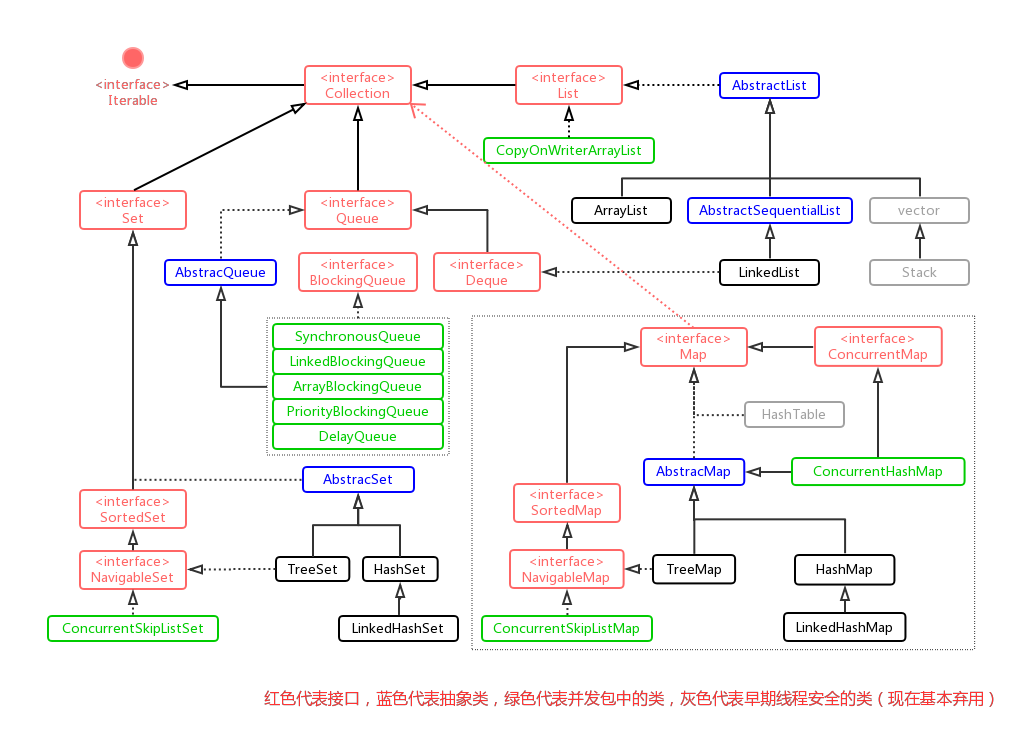 <interface>
Iterable
<interface>
Collection
<interface>
List
AbstractList
CopyOnWriterArrayList
<interface>
Set
<interface>
Queue
ArrayList
AbstractSequentialList
vector
AbstracQueue
<interface>
BlockingQueue
<interface>
Deque
LinkedList
Stack
SynchronousQueue
LinkedBlockingQueue
ArrayBlockingQueue
PriorityBlockingQueue
DelayQueue
<interface>
Map
<interface>
ConcurrentMap
HashTable
AbstracMap
ConcurrentHashMap
AbstracSet
<interface>
SortedSet
<interface>
SortedMap
<interface>
NavigableSet
TreeSet
HashSet
<interface>
NavigableMap
TreeMap
HashMap
ConcurrentSkipListSet
LinkedHashSet
ConcurrentSkipListMap
LinkedHashMap
红色代表接口，蓝色代表抽象类，绿色代表并发包中的类，灰色代表早期线程安全的类（现在基本弃用）